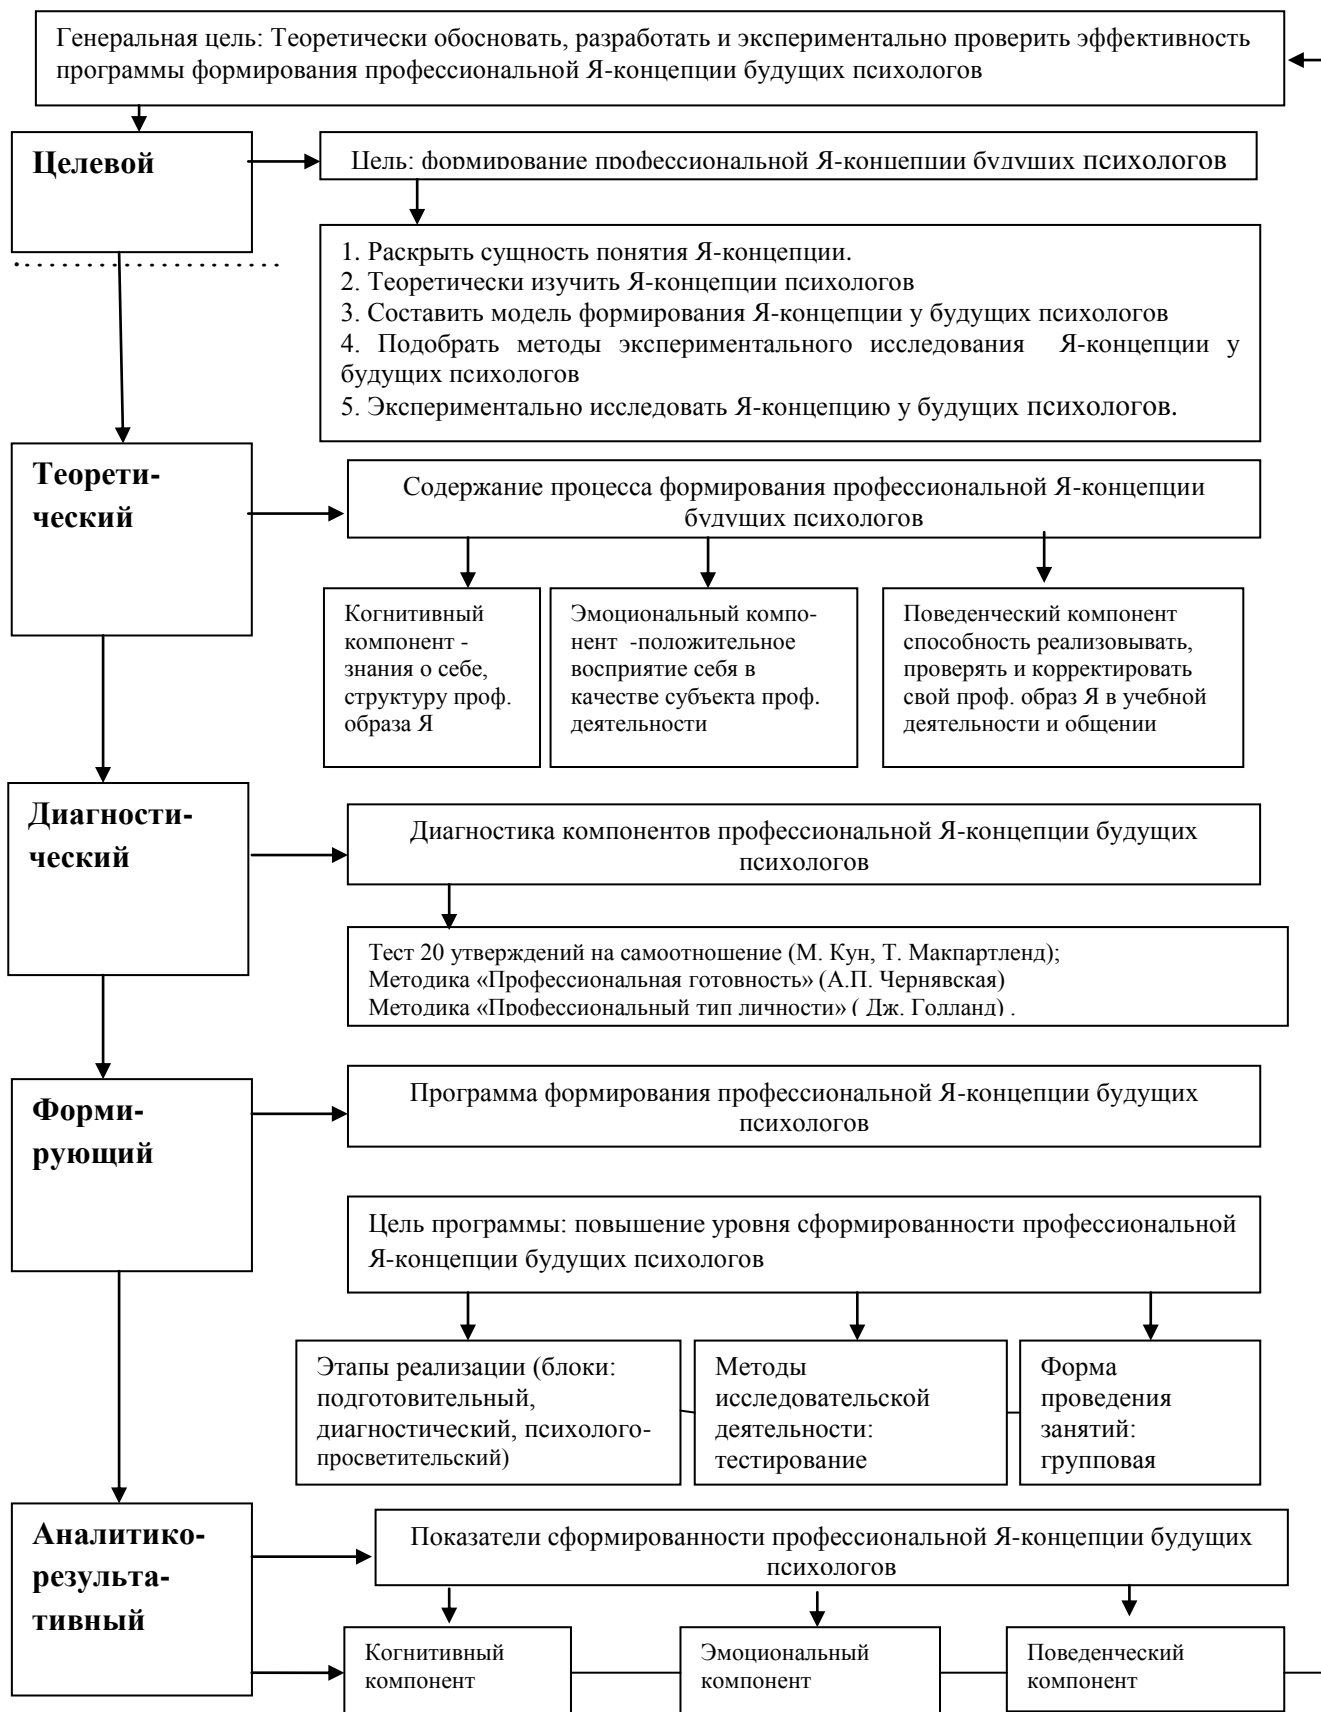 Генеральная цель: Теоретически обосновать, разработать и экспериментально проверить эффективность
программы формирования профессиональной Я-концепции будущих психологов
Целевой
Цель: формирование профессиональной Я-концепции будущих психологов
1. Раскрыть сущность понятия Я-концепции.
2. Теоретически изучить Я-концепции психологов
3. Составить модель формирования Я-концепции у будущих психологов
4. Подобрать методы экспериментального исследования Я-концепции у
будущих психологов
5. Экспериментально исследовать Я-концепцию у будущих психологов.
Теорети-
ческий
Содержание процесса формирования профессиональной Я-концепции
будущих психологов
Когнитивный
компонент -
знания о себе,
структуру проф.
образа Я
Эмоциональный компо-
нент -положительное
восприятие себя в
качестве субъекта проф.
деятельности
Поведенческий компонент
способность реализовывать,
проверять и корректировать
свой проф. образ Я в учебной
деятельности и общении
Диагности-
ческий
Диагностика компонентов профессиональной Я-концепции будущих
психологов
Тест 20 утверждений на самоотношение (М. Кун, Т. Макпартленд);
Методика «Профессиональная готовность» (А.П. Чернявская)
Методика «Профессиональный тип личности» ( Дж. Голланд) .
Форми-
рующий
Программа формирования профессиональной Я-концепции будущих
психологов
Цель программы: повышение уровня сформированности профессиональной
Я-концепции будущих психологов
Этапы реализации (блоки:
подготовительный,
диагностический, психолого-
просветительский)
Методы
исследовательской
деятельности:
тестирование
Форма
проведения
занятий:
групповая
Аналитико-
результа-
тивный
Показатели сформированности профессиональной Я-концепции будущих
психологов
Когнитивный
компонент
Эмоциональный
компонент
Поведенческий
компонент